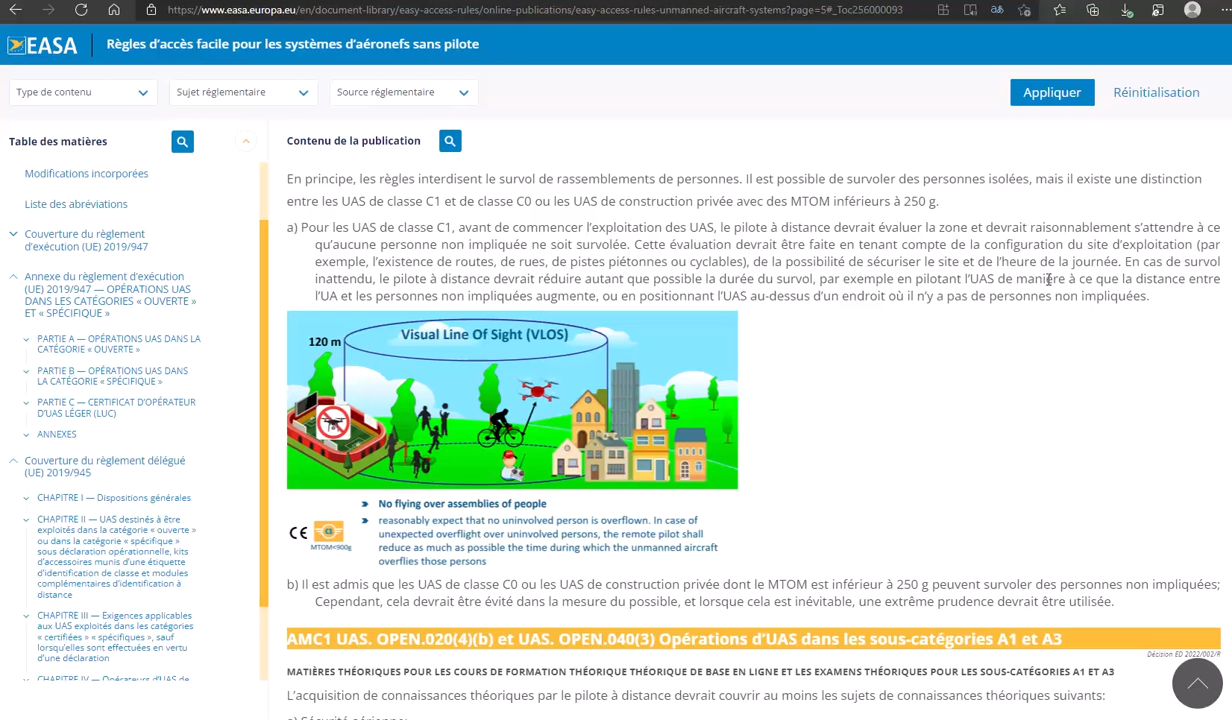 https://www.easa.europa.eu/en/document-library/easy-access-rules/online-publications/easy-access-rules-unmanned-aircraft-systems?page=5#_Toc256000093
EASA
Règles d'accès facile pour les systèmes d'aéronefs sans pilote
Type de contenu
Sujet réglementaire
Source réglementaire
Appliquer
Réinitialisation
Table des matières
Modifications incorporées
Liste des abréviations
Couverture du règlement
d'exécution (UE) 2019/947
Annexe du règlement d'exécution
(UE) 2019/947 — OPÉRATIONS UAS
DANS LES CATÉGORIES « OUVERTE »
ET « SPÉCIFIQUE »
PARTIE A — OPÉRATIONS UAS DANS LA
CATÉGORIE « OUVERTE »
PARTIE B — OPÉRATIONS UAS DANS
LA CATÉGORIE « SPÉCIFIQUE »
PARTIE C — CERTIFICAT D'OPÉRATEUR
D'UAS LÉGER (LUC)
ANNEXES
Couverture du règlement délégué
(UE) 2019/945
CHAPITRE I — Dispositions générales
CHAPITRE II — UAS destinés à être
exploités dans la catégorie « ouverte »
ou dans la catégorie « spécifique »
sous déclaration opérationnelle, kits
d'accessoires munis d'une étiquette
d'identification de classe et modules
complémentaires d'identification à
distance
CHAPITRE III — Exigences applicables
aux UAS exploités dans les catégories
« certifiées » « spécifiques », sauf
lorsqu'elles sont effectuées en vertu
d'une déclaration
CHAPITRE IV — Opérateurs d'UAS de
Contenu de la publication
En principe, les règles interdisent le survol de rassemblements de personnes. Il est possible de survoler des personnes isolées, mais il existe une distinction
entre les UAS de classe C1 et de classe C0 ou les UAS de construction privée avec des MTOM inférieurs à 250 g.
a) Pour les UAS de classe C1, avant de commencer l'exploitation des UAS, le pilote à distance devrait évaluer la zone et devrait raisonnablement s'attendre à ce
qu'aucune personne non impliquée ne soit survolée. Cette évaluation devrait être faite en tenant compte de la configuration du site d'exploitation (par
exemple, l'existence de routes, de rues, de pistes piétonnes ou cyclables), de la possibilité de sécuriser le site et de l'heure de la journée. En cas de survol
inattendu, le pilote à distance devrait réduire autant que possible la durée du survol, par exemple en pilotant l'UAS de manière à ce que la distance entre
l'UA et les personnes non impliquées augmente, ou en positionnant l'UAS au-dessus d'un endroit où il n'y a pas de personnes non impliquées.
Visual Line Of Sight (VLOS)
120 m
No flying over assemblies of people
reasonably expect that no uninvolved person is overflown. In case of
unexpected overflight over uninvolved persons, the remote pilot shall
reduce as much as possible the time during which the unmanned aircraft
overflies those persons
CE
MTOM<900g
b) Il est admis que les UAS de classe C0 ou les UAS de construction privée dont le MTOM est inférieur à 250 g peuvent survoler des personnes non impliquées;
Cependant, cela devrait être évité dans la mesure du possible, et lorsque cela est inévitable, une extrême prudence devrait être utilisée.
AMC1 UAS. OPEN.020(4)(b) et UAS. OPEN.040(3) Opérations d'UAS dans les sous-catégories A1 et A3
Décision ED 2022/002/R
MATIÈRES THÉORIQUES POUR LES COURS DE FORMATION THÉORIQUE THÉORIQUE DE BASE EN LIGNE ET LES EXAMENS THÉORIQUES POUR LES SOUS-CATÉGORIES A1 ET A3
L'acquisition de connaissances théoriques par le pilote à distance devrait couvrir au moins les sujets de connaissances théoriques suivants:
a) Sécurité aérienne: